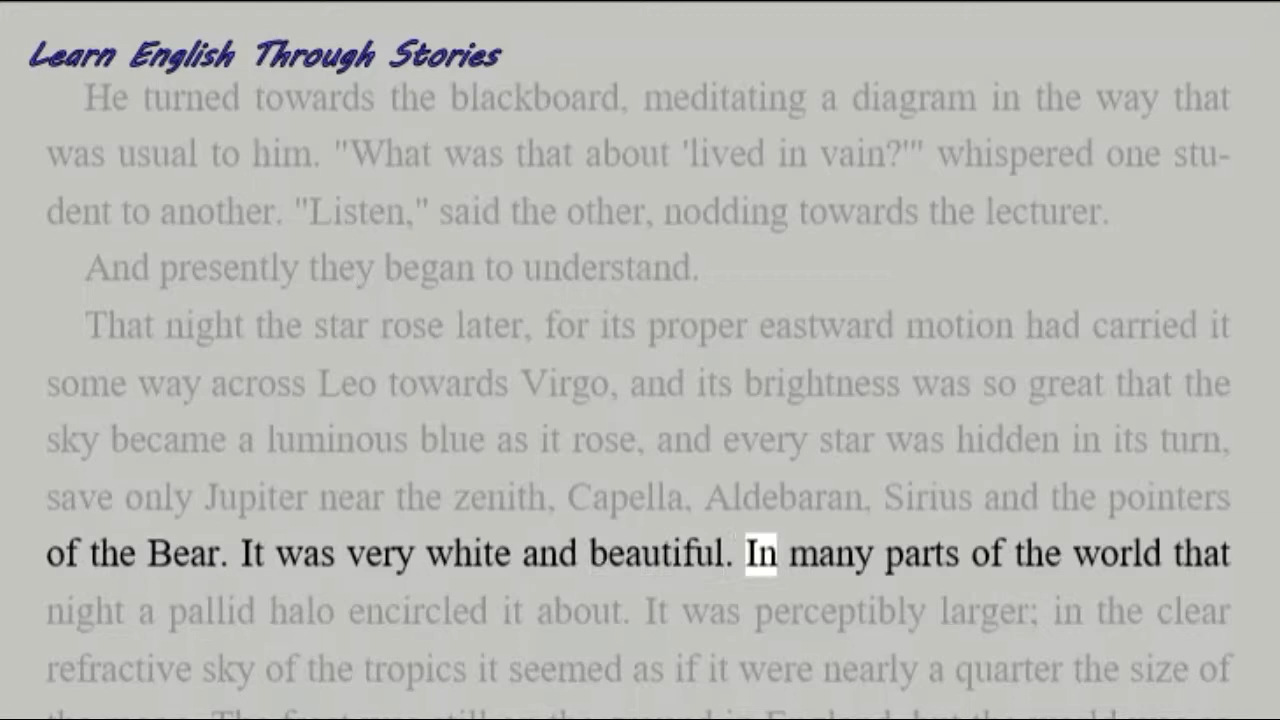 Learn English Through Stories
He turned towards the blackboard, meditating a diagram in the way that
was usual to him. "What was that about 'lived in vain?'" whispered one stu-
dent to another. "Listen," said the other, nodding towards the lecturer.
And presently they began to understand.
That night the star rose later, for its proper eastward motion had carried it
some way across Leo towards Virgo, and its brightness was so great that the
sky became a luminous blue as it rose, and every star was hidden in its turn,
save only Jupiter near the zenith, Capella, Aldebaran, Sirius and the pointers
of the Bear. It was very white and beautiful. In many parts of the world that
night a pallid halo encircled it about. It was perceptibly larger; in the clear
refractive sky of the tropics it seemed as if it were nearly a quarter the size of